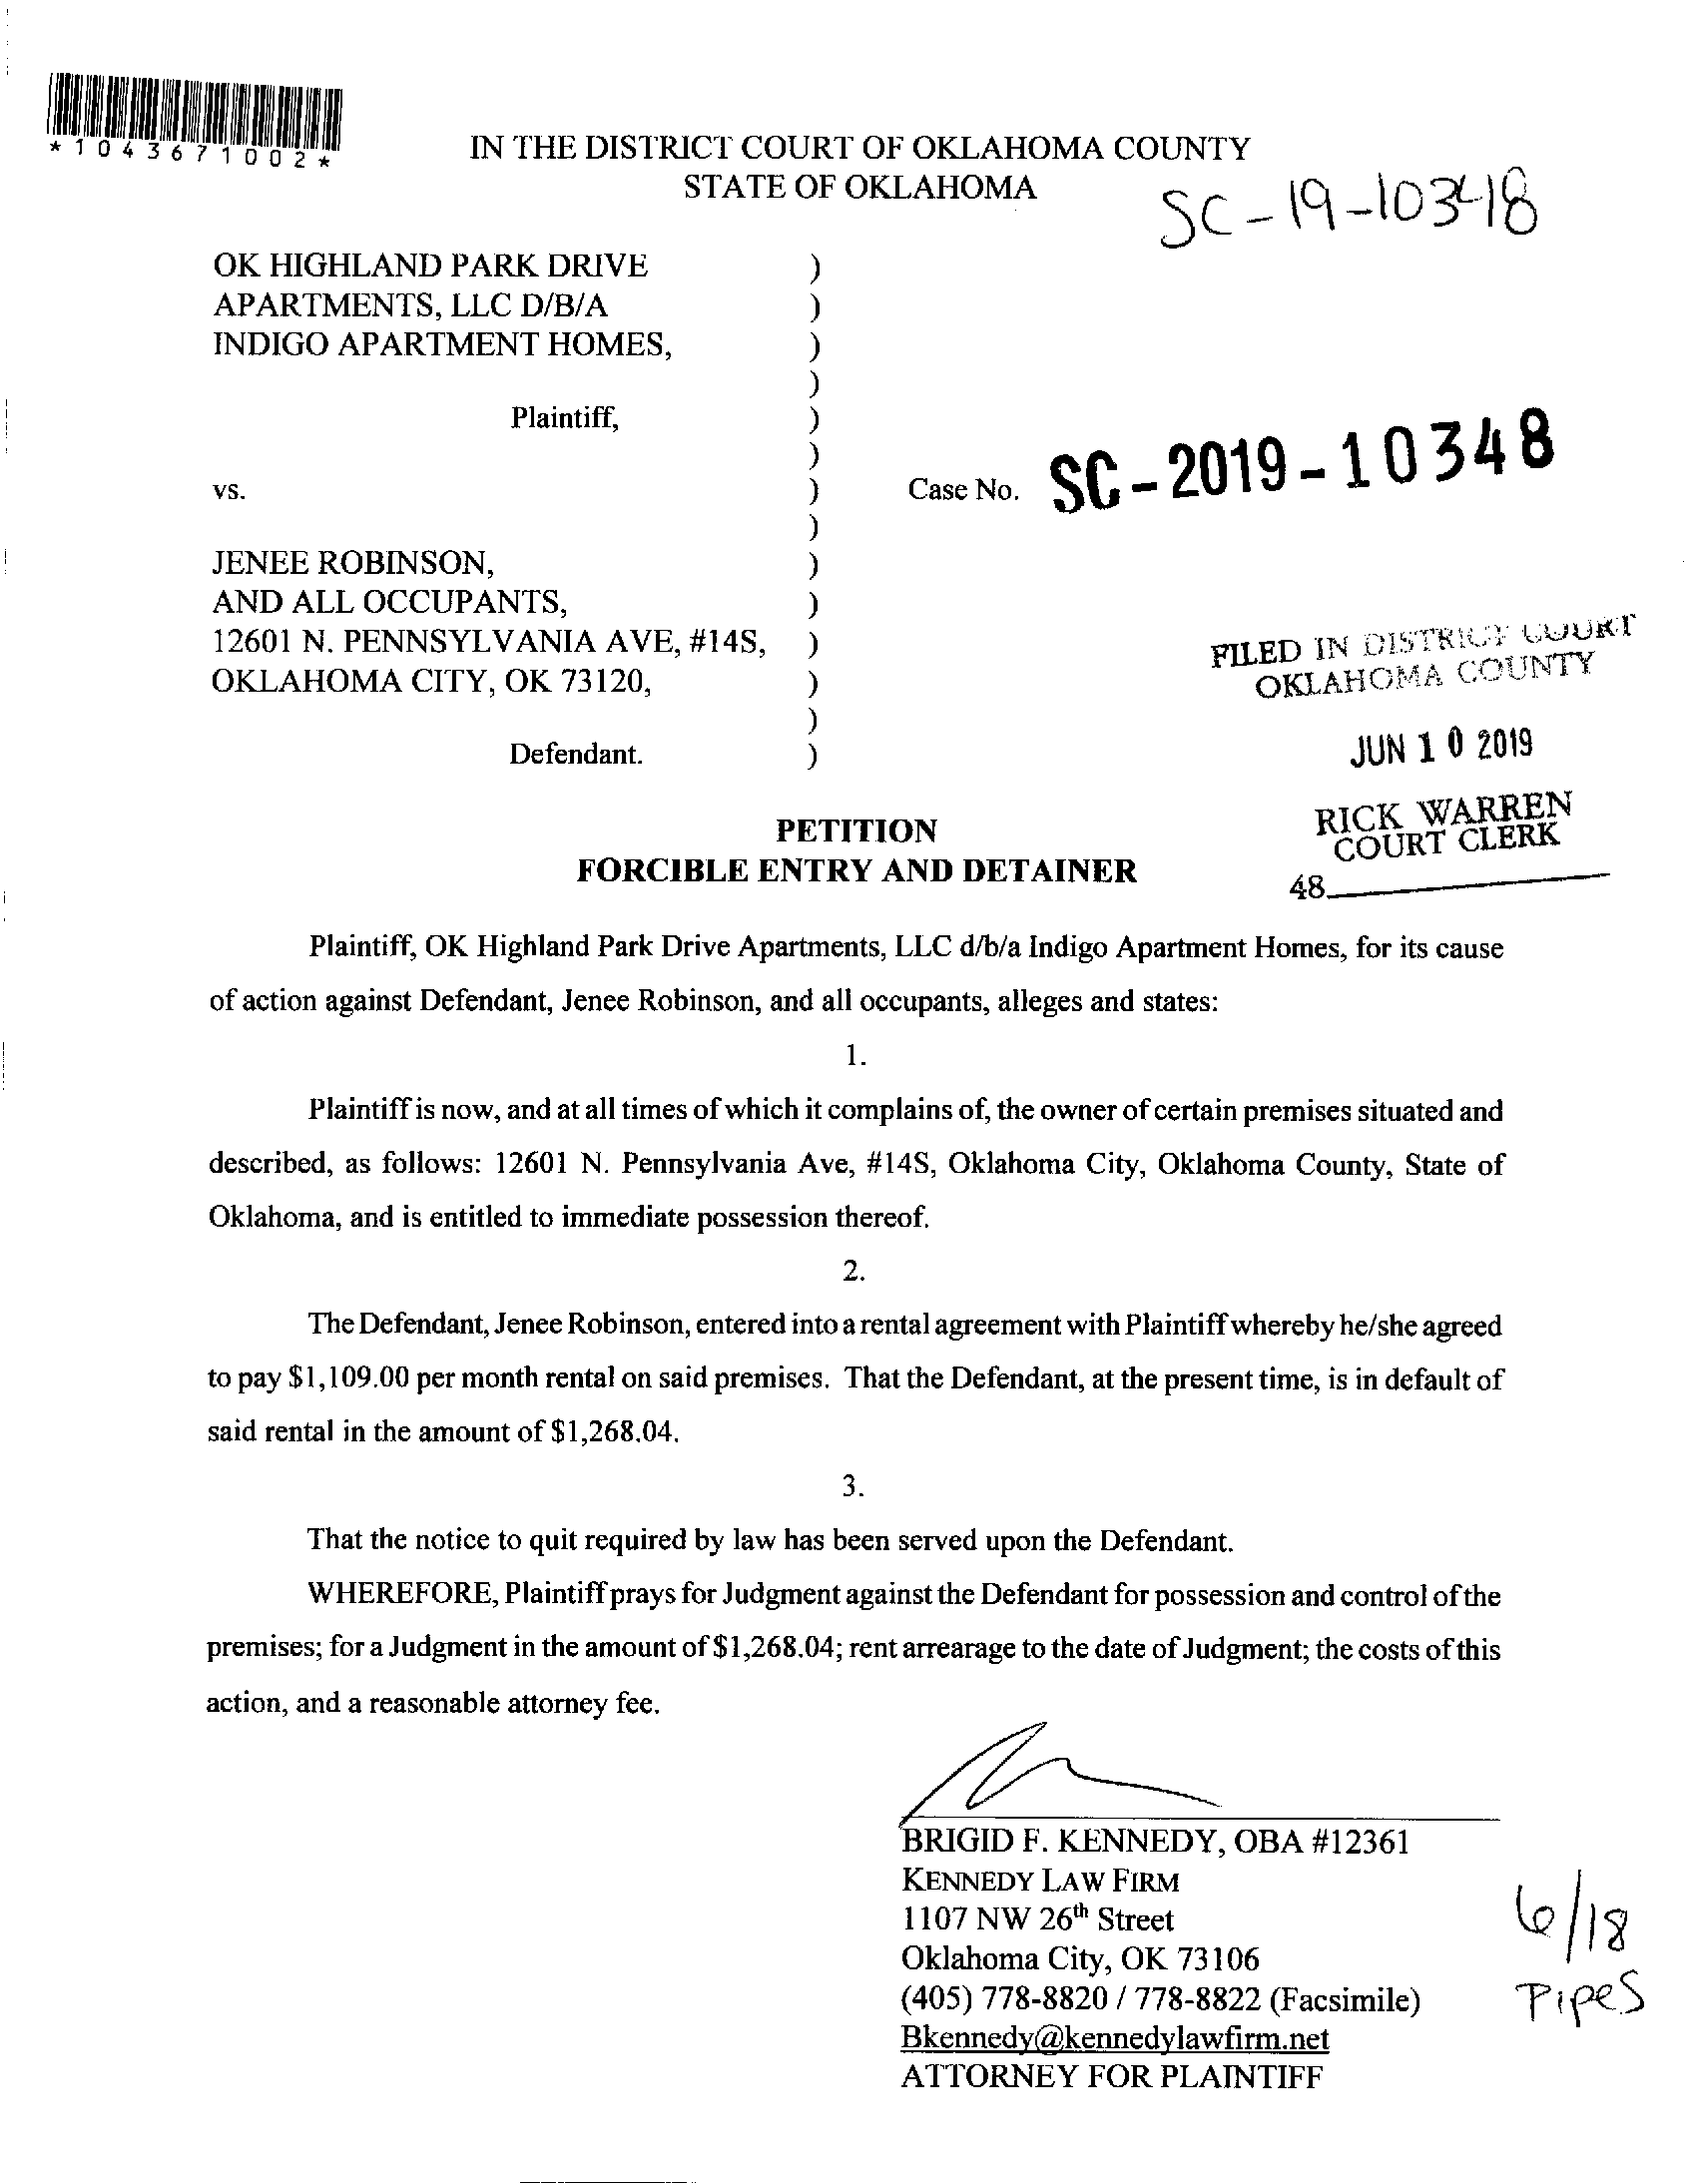 *1043671002*
IN THE DISTRICT COURT OF OKLAHOMA COUNTY
STATE OF OKLAHOMA
SC-19-10348
OK HIGHLAND PARK DRIVE )
APARTMENTS, LLC D/B/A )
INDIGO APARTMENT HOMES, )
)
Plaintiff, )
)
vs. ) Case No. SC-2019-10348
)
JENEE ROBINSON, )
AND ALL OCCUPANTS, )
12601 N. PENNSYLVANIA AVE, #14S, )
OKLAHOMA CITY, OK 73120, )
)
Defendant. )
FILED IN DISTRICT COURT
OKLAHOMA COUNTY
JUN 10 2019
RICK WARREN
COURT CLERK
48
PETITION
FORCIBLE ENTRY AND DETAINER
Plaintiff, OK Highland Park Drive Apartments, LLC d/b/a Indigo Apartment Homes, for its cause
of action against Defendant, Jenee Robinson, and all occupants, alleges and states:
1.
Plaintiff is now, and at all times of which it complains of, the owner of certain premises situated and
described, as follows: 12601 N. Pennsylvania Ave, #14S, Oklahoma City, Oklahoma County, State of
Oklahoma, and is entitled to immediate possession thereof.
2.
The Defendant, Jenee Robinson, entered into a rental agreement with Plaintiff whereby he/she agreed
to pay $1,109.00 per month rental on said premises. That the Defendant, at the present time, is in default of
said rental in the amount of $1,268.04.
3.
That the notice to quit required by law has been served upon the Defendant.
WHEREFORE, Plaintiff prays for Judgment against the Defendant for possession and control of the
premises; for a Judgment in the amount of $1,268.04; rent arrearage to the date of Judgment; the costs of this
action, and a reasonable attorney fee.
BRIGID F. KENNEDY, OBA #12361
KENNEDY LAW FIRM
1107 NW 26th Street
Oklahoma City, OK 73106
(405) 778-8820 / 778-8822 (Facsimile)
Bkennedy@kennedylawfirm.net
ATTORNEY FOR PLAINTIFF
6/18
Pipes